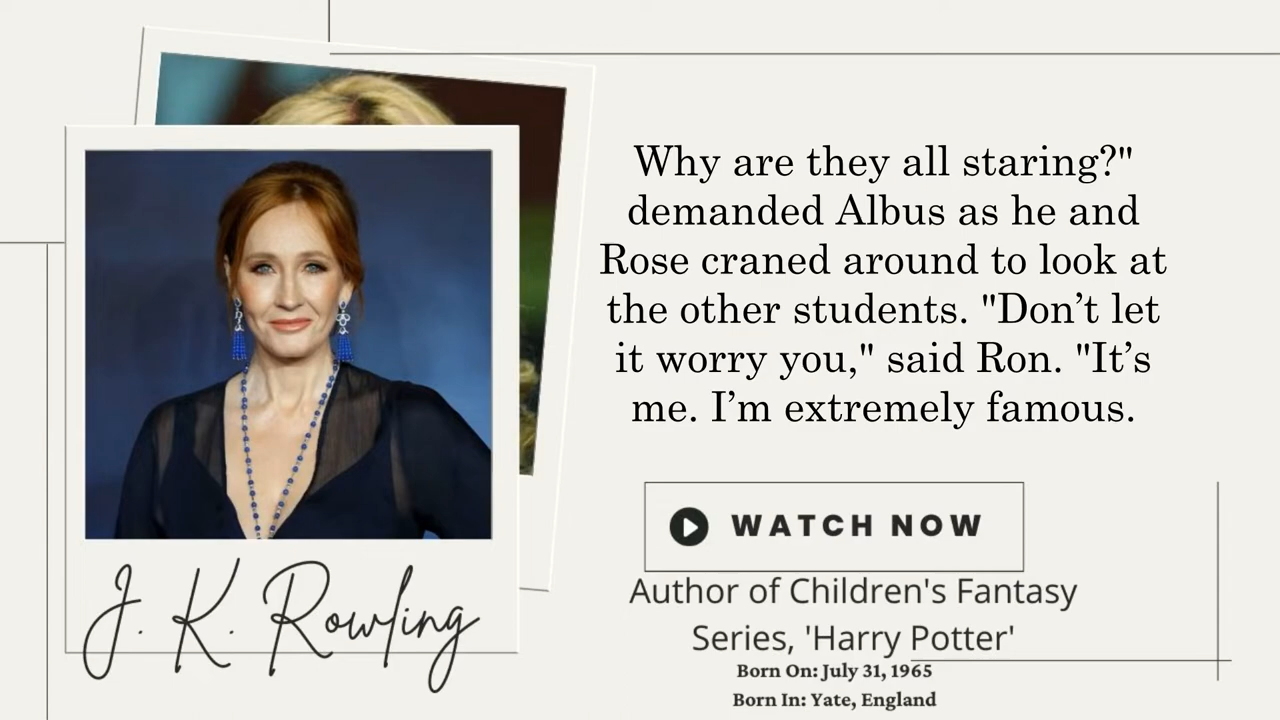 Why are they all staring?"
demanded Albus as he and
Rose craned around to look at
the other students. "Don’t let
it worry you," said Ron. "It’s
me. I’m extremely famous.
WATCH NOW
Author of Children's Fantasy
Series, 'Harry Potter'
Born On: July 31, 1965
Born In: Yate, England
J. K. Rowling